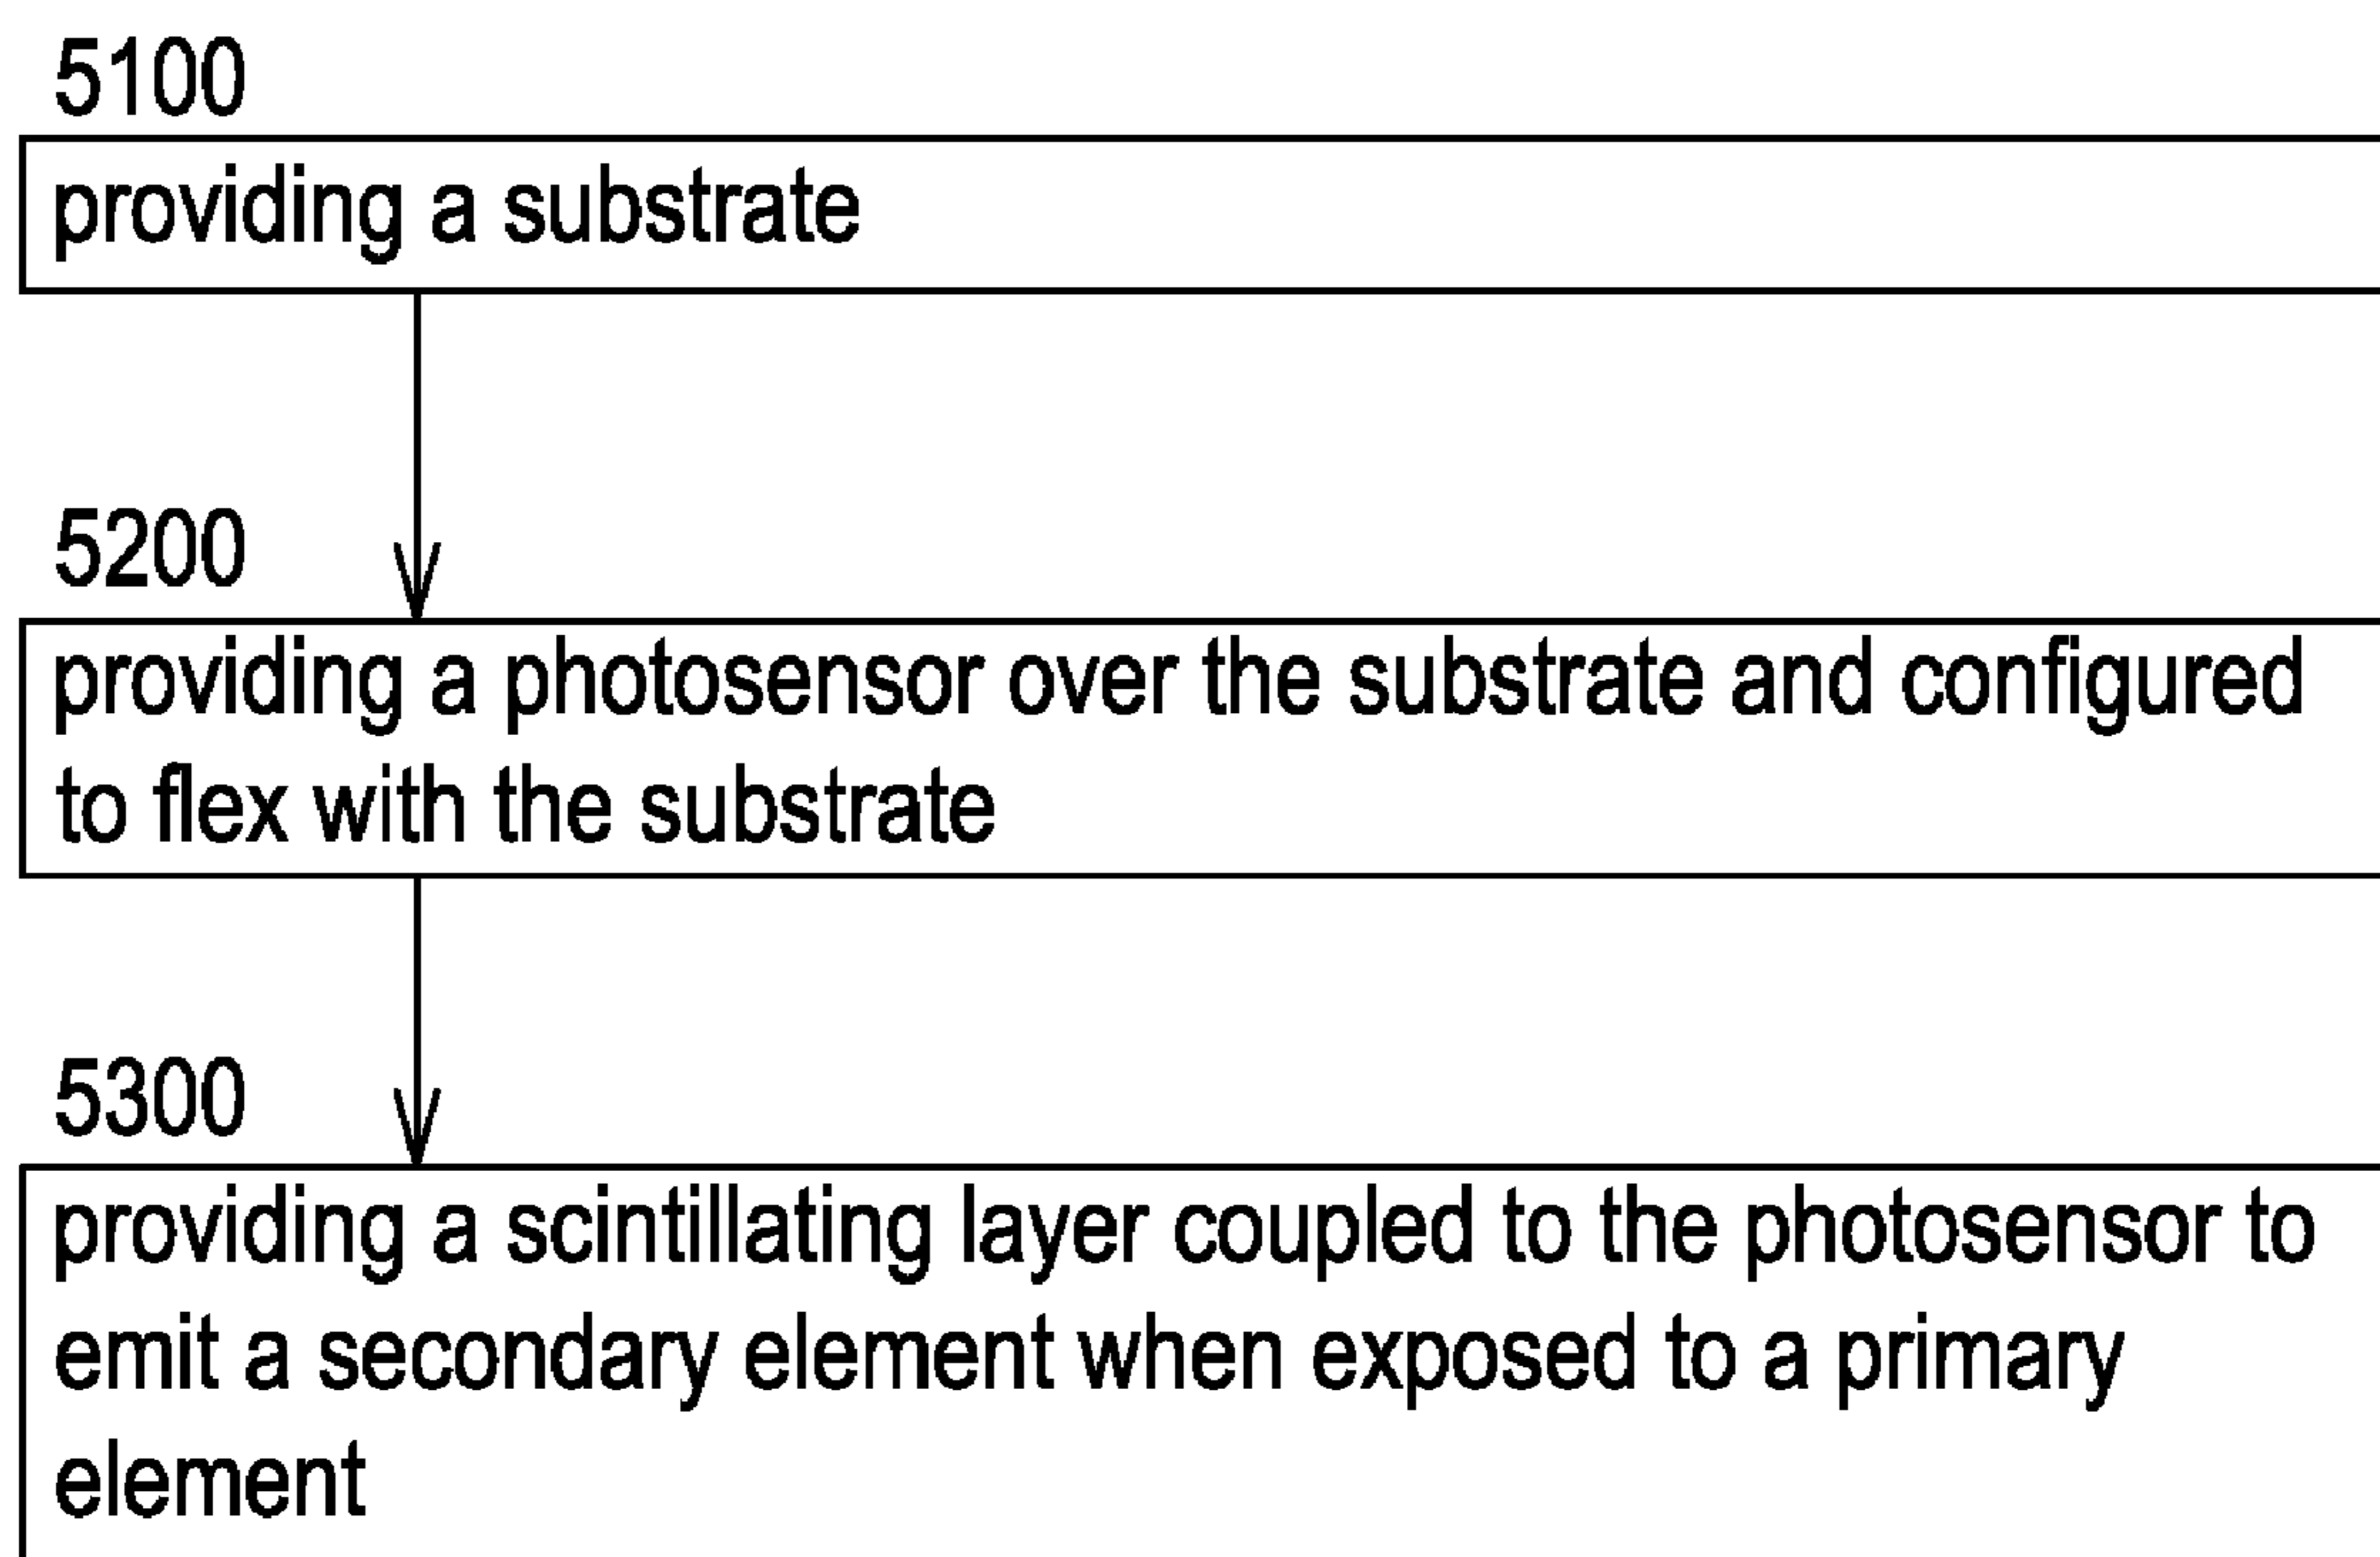 5100
providing a substrate
5200
providing a photosensor over the substrate and configured
to flex with the substrate
5300
providing a scintillating layer coupled to the photosensor to
emit a secondary element when exposed to a primary
element